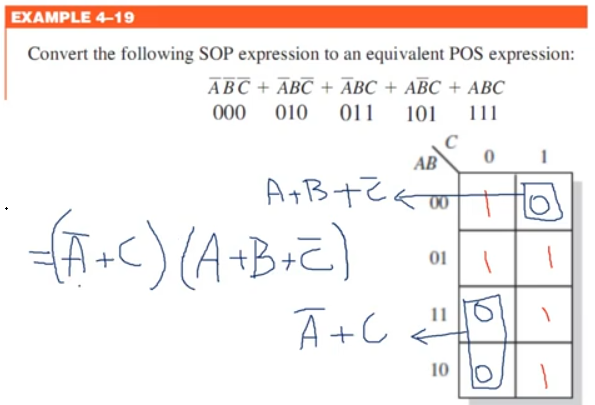 EXAMPLE 4–19
Convert the following SOP expression to an equivalent POS expression:
A̅B̅C̅ + A̅BC̅ + A̅BC + AB̅C + ABC
000 010 011 101 111
C
AB 0 1
A+B+C̅ 00 1 0
=(A̅+C)(A+B+C̅) 01 1 1
A̅+C 11 0 1
10 0 1